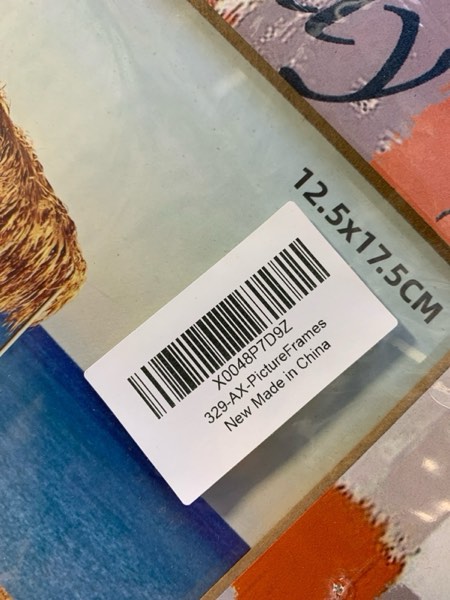 12.5x17.5CM
X0048P7D9Z
329-AX-PictureFrames
New Made in China